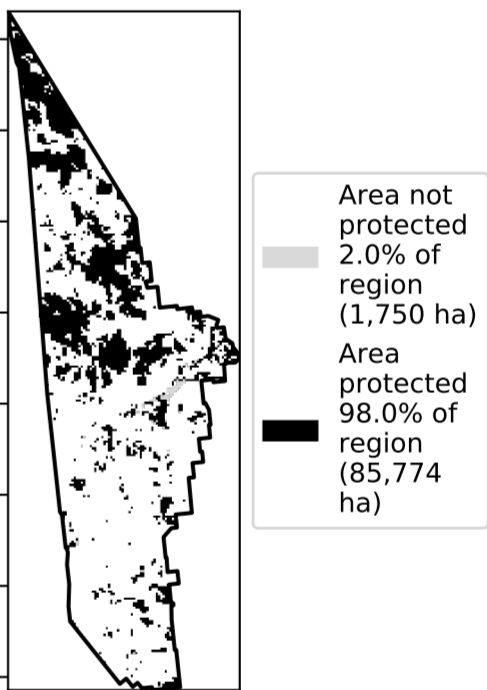 Area not
protected
2.0% of
region
(1,750 ha)
Area
protected
98.0% of
region
(85,774
ha)